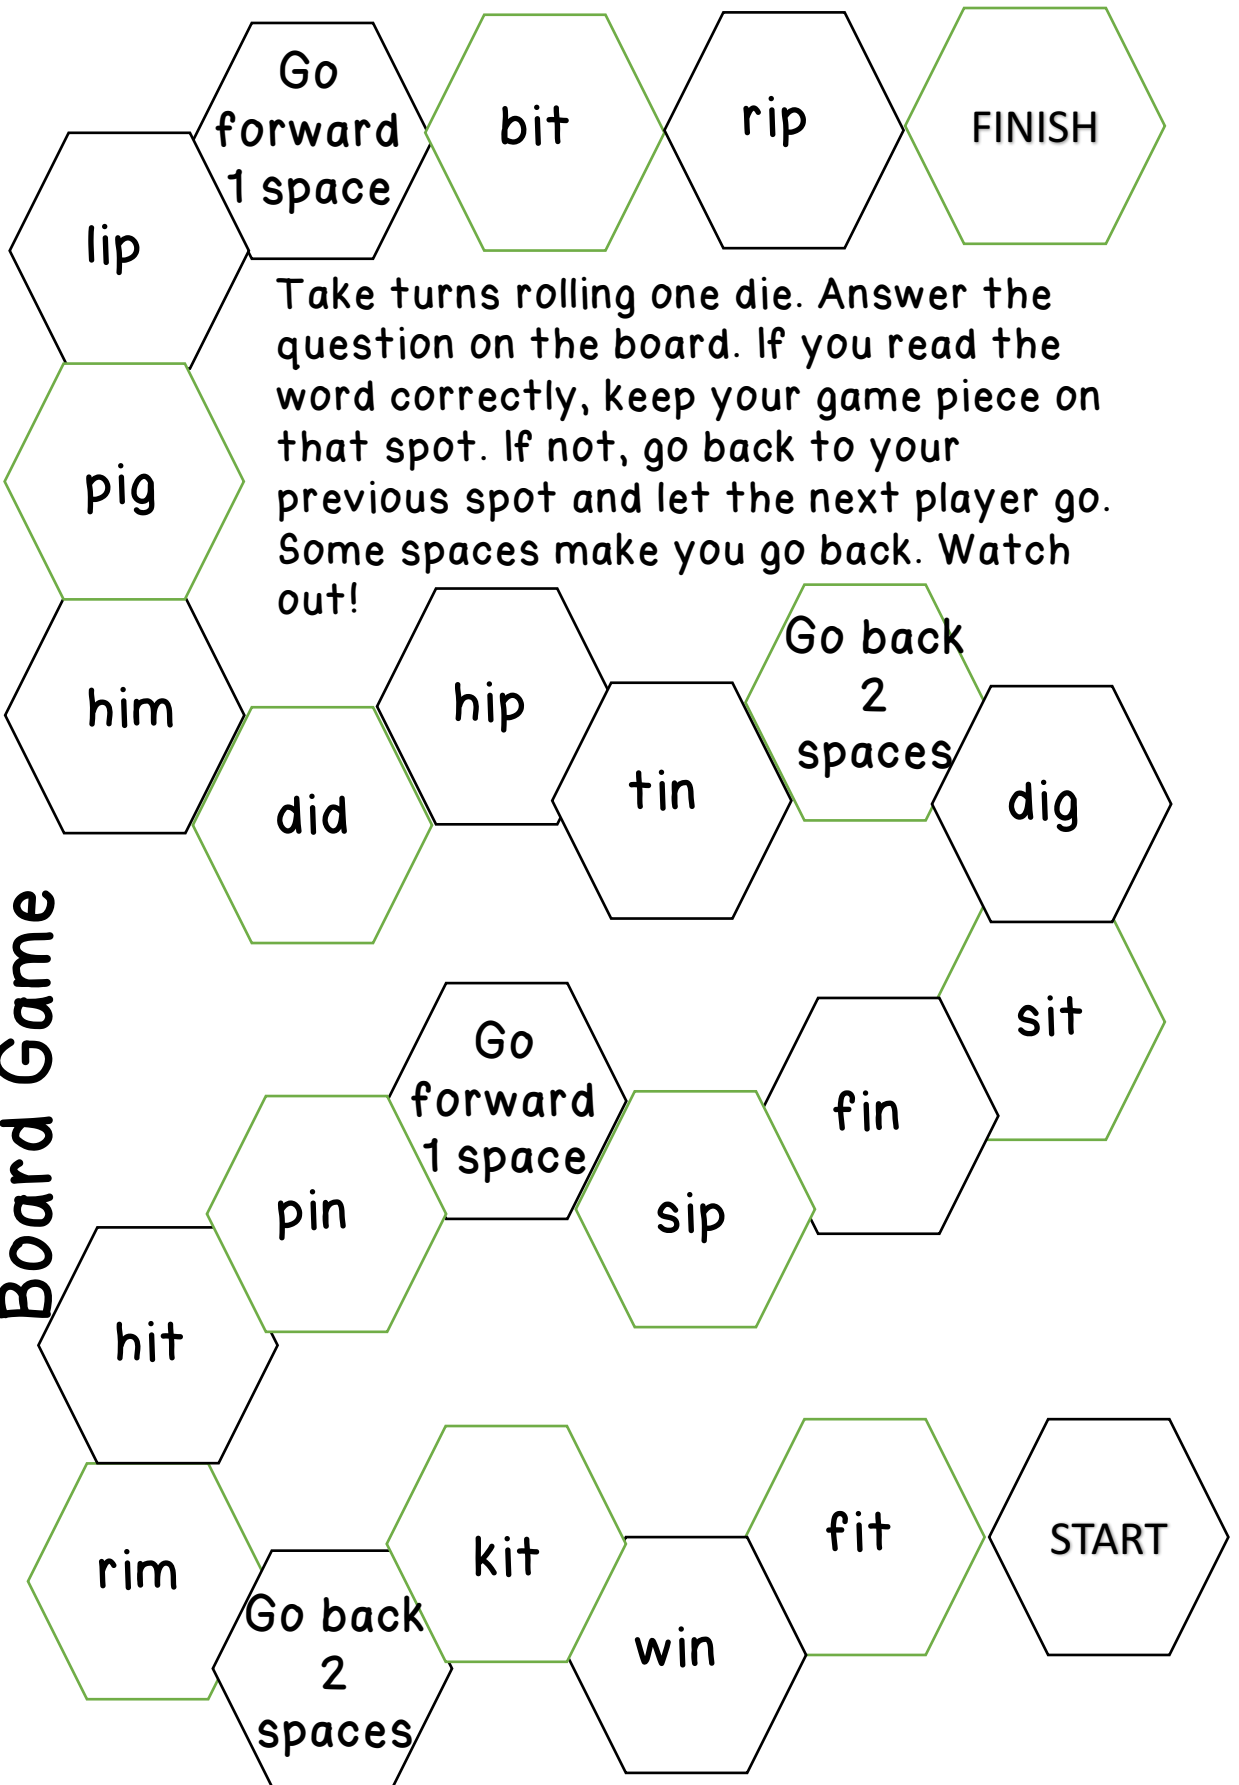 Go
forward
1 space
bit
rip
FINISH
lip
Take turns rolling one die. Answer the
question on the board. If you read the
word correctly, keep your game piece on
that spot. If not, go back to your
previous spot and let the next player go.
Some spaces make you go back. Watch
out!
pig
him
did
hip
tin
Go back
2
spaces
dig
Board Game
sit
fin
sip
Go
forward
1 space
pin
hit
rim
Go back
2
spaces
kit
win
fit
START